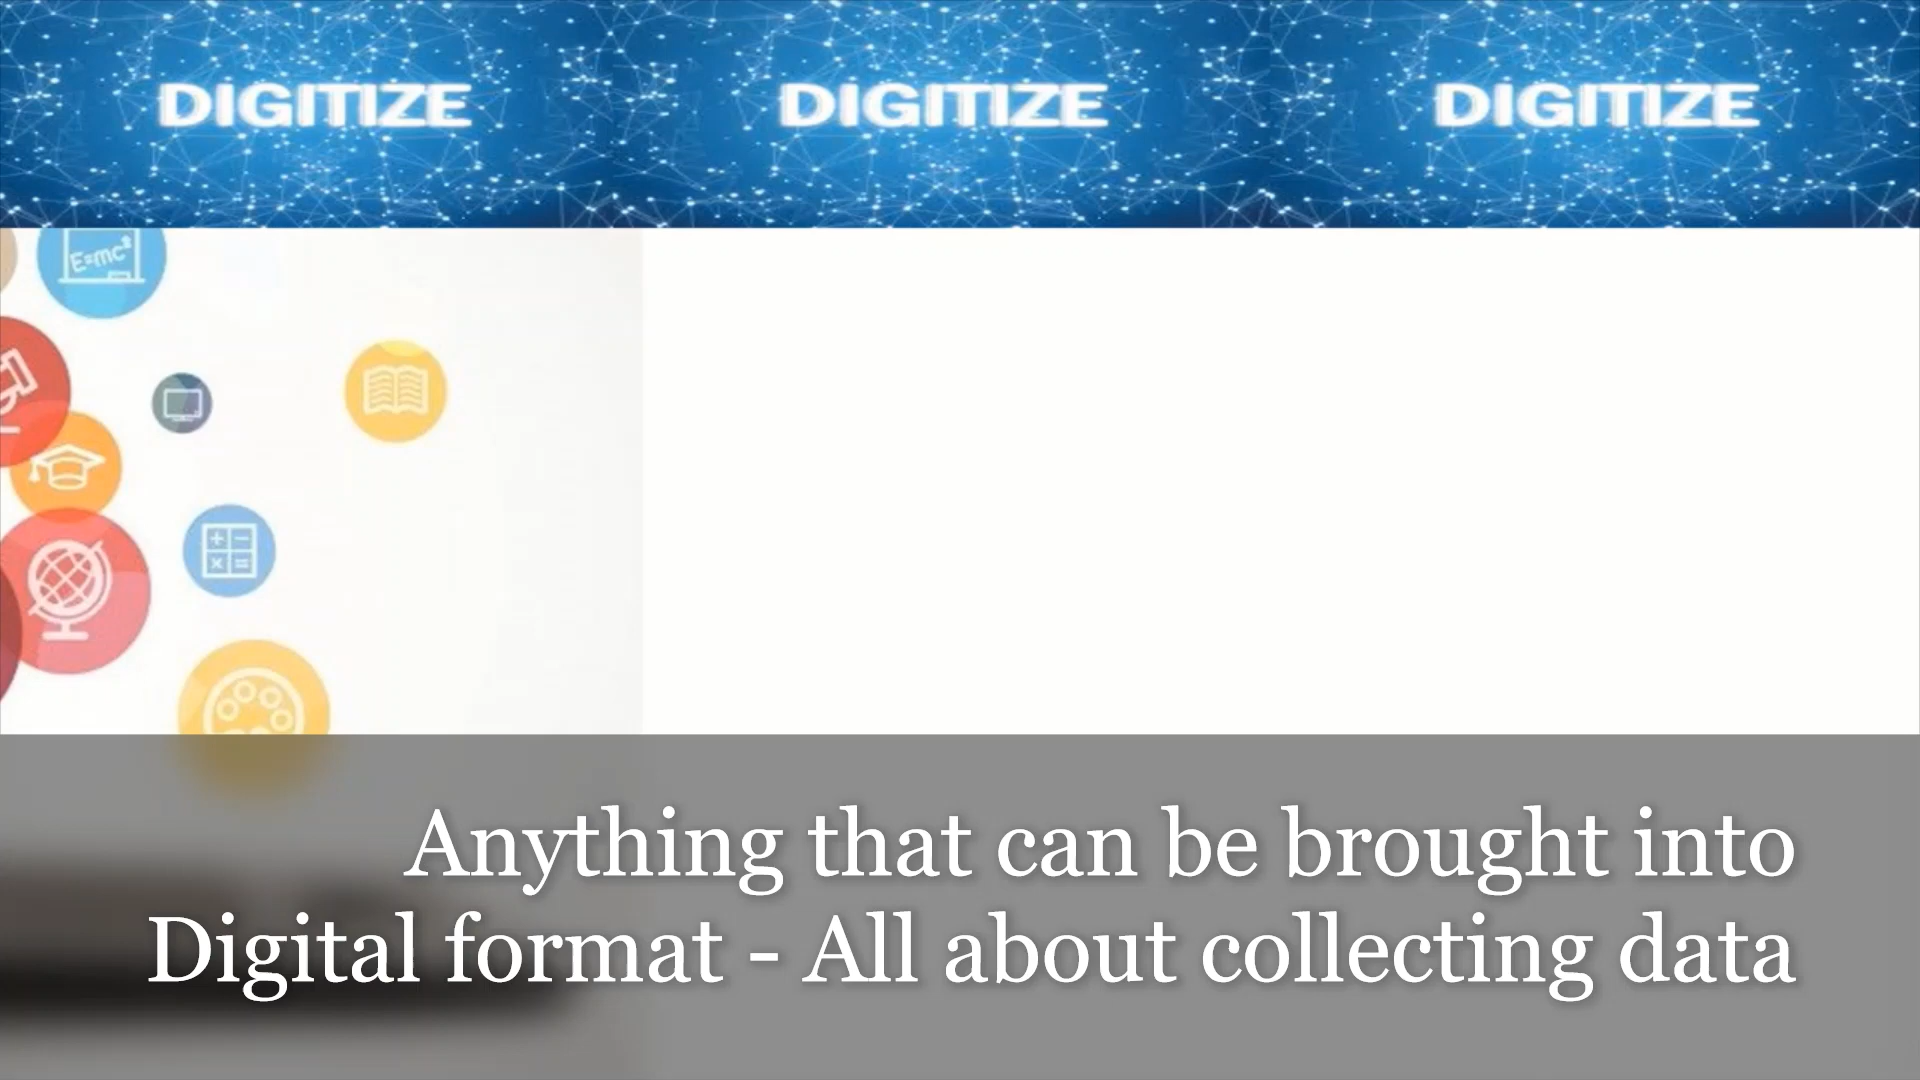 DIGITIZE DIGITIZE DIGITIZE
E=mc²
Anything that can be brought into
Digital format - All about collecting data